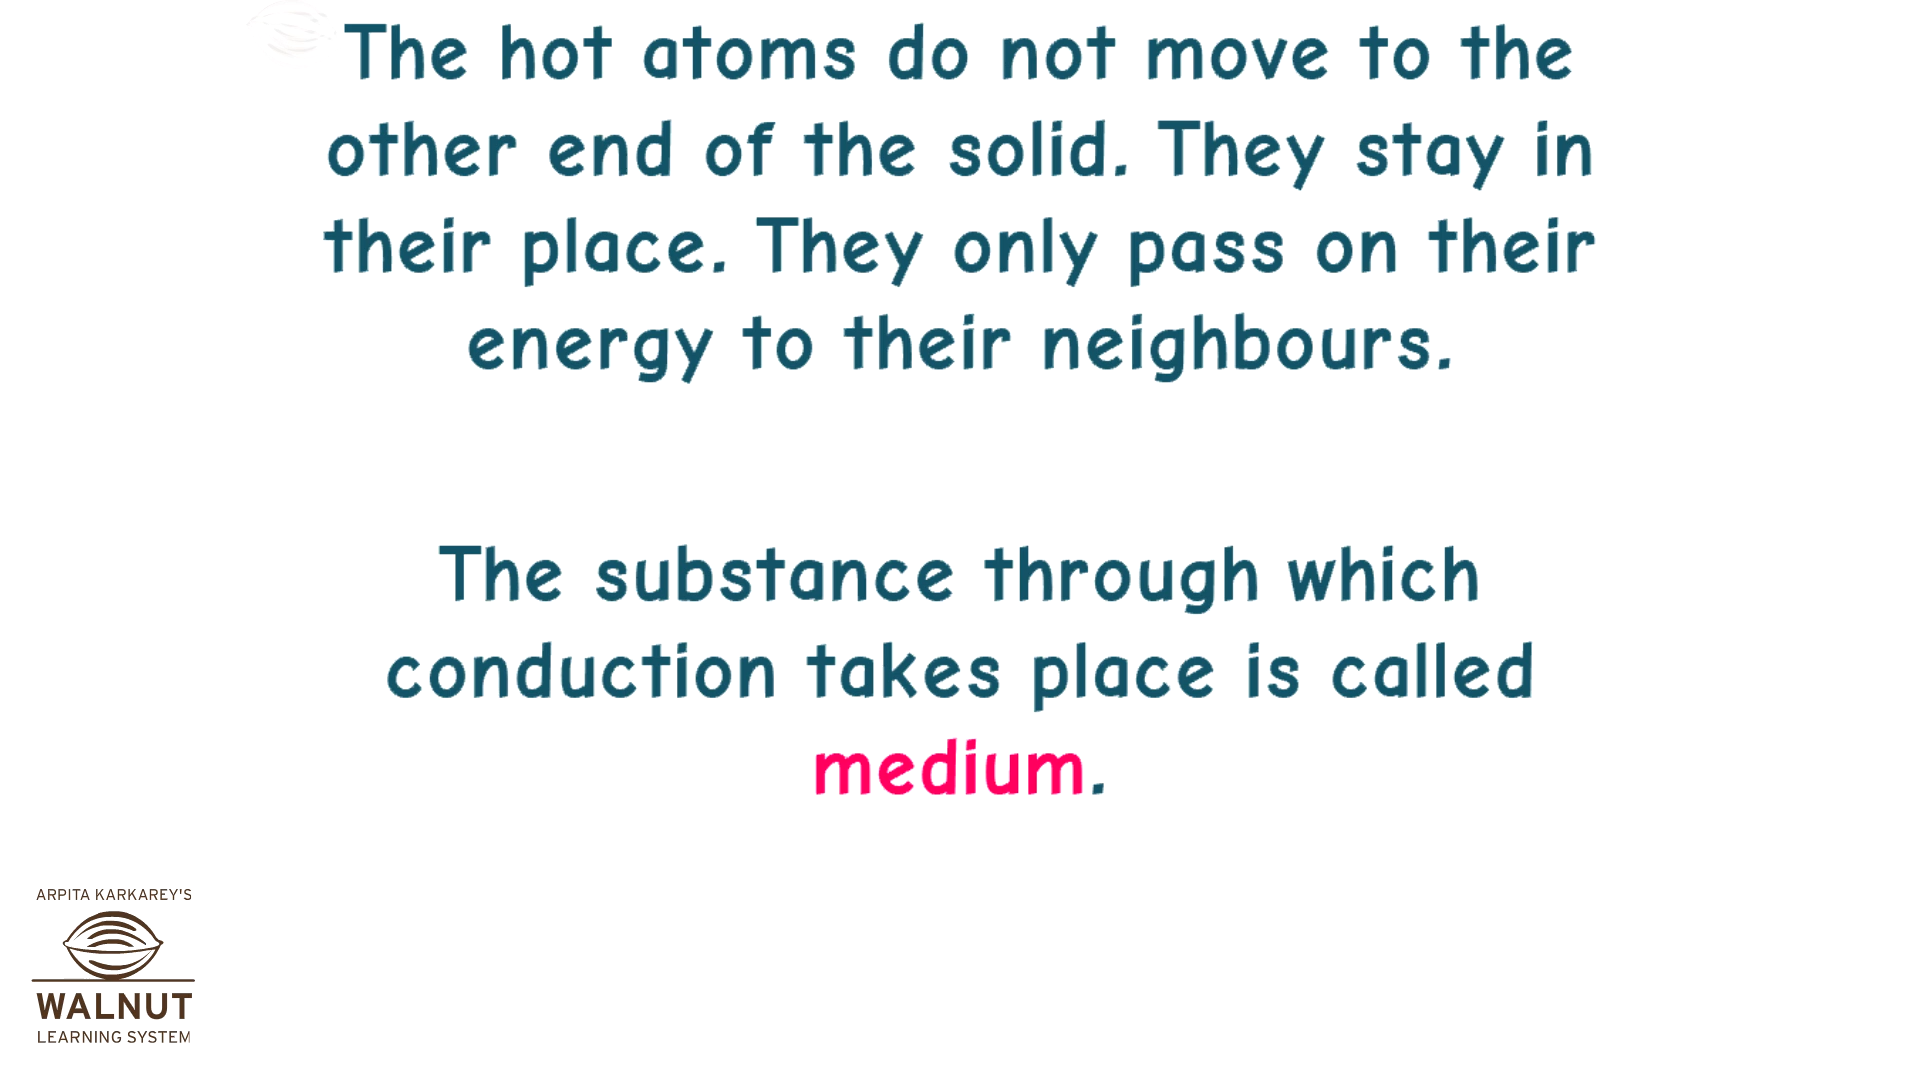 The hot atoms do not move to the
other end of the solid. They stay in
their place. They only pass on their
energy to their neighbours.
The substance through which
conduction takes place is called
medium.
ARPITA KARKAREY'S
WALNUT
LEARNING SYSTEM